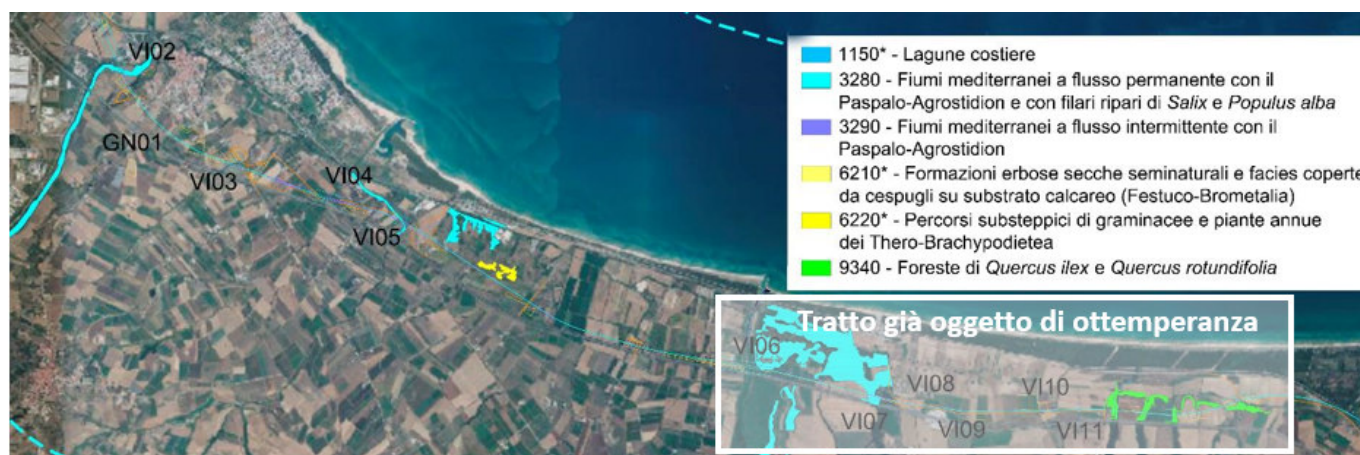 VI02
GN01
VI03
VI04
VI05
1150* - Lagune costiere
3280 - Fiumi mediterranei a flusso permanente con il
Paspalo-Agrostidion e con filari ripari di Salix e Populus alba
3290 - Fiumi mediterranei a flusso intermittente con il
Paspalo-Agrostidion
6210* - Formazioni erbose secche seminaturali e facies coperte
da cespugli su substrato calcareo (Festuco-Brometalia)
6220* - Percorsi substeppici di graminacee e piante annue
dei Thero-Brachypodietea
9340 - Foreste di Quercus ilex e Quercus rotundifolia
Tratto già oggetto di ottemperanza
VI06
VI08
VI10
VI07
VI09
VI11